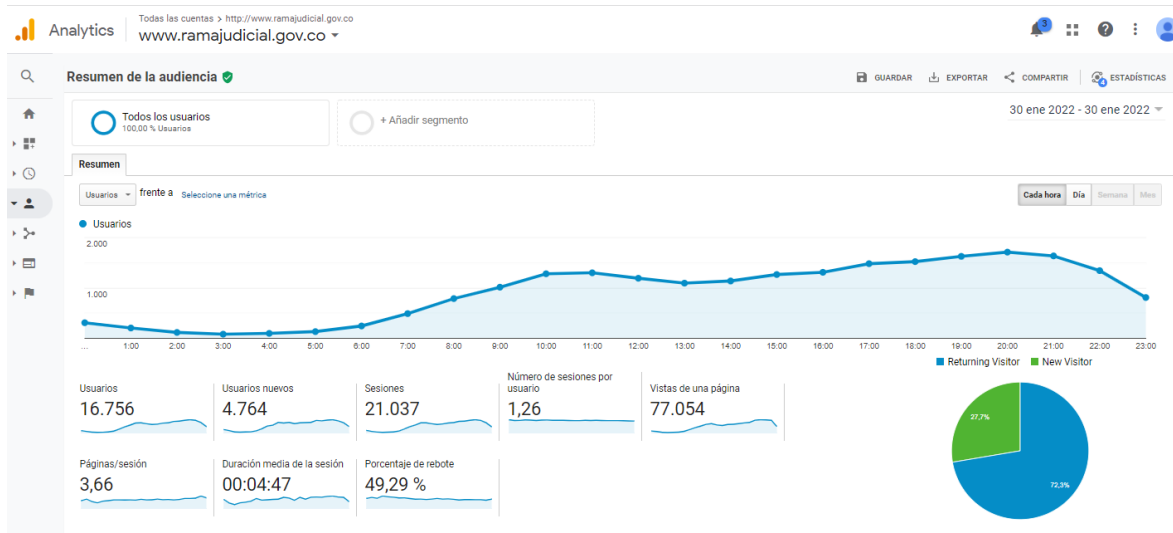 Analytics
Todas las cuentas > http://www.ramajudicial.gov.co
www.ramajudicial.gov.co
3
Resumen de la audiencia
GUARDAR
EXPORTAR
COMPARTIR
4
ESTADÍSTICAS
Todos los usuarios
100,00 % Usuarios
+ Añadir segmento
30 ene 2022 - 30 ene 2022
Resumen
Usuarios
frente a
Seleccione una métrica
Cada hora
Día
Semana
Mes
Usuarios
2.000
1.000
... 1:00 2:00 3:00 4:00 5:00 6:00 7:00 8:00 9:00 10:00 11:00 12:00 13:00 14:00 15:00 16:00 17:00 18:00 19:00 20:00 21:00 22:00 23:00
Returning Visitor
New Visitor
Usuarios
16.756
Usuarios nuevos
4.764
Sesiones
21.037
Número de sesiones por
usuario
1,26
Vistas de una página
77.054
Páginas/sesión
3,66
Duración media de la sesión
00:04:47
Porcentaje de rebote
49,29 %
27,7%
72,3%